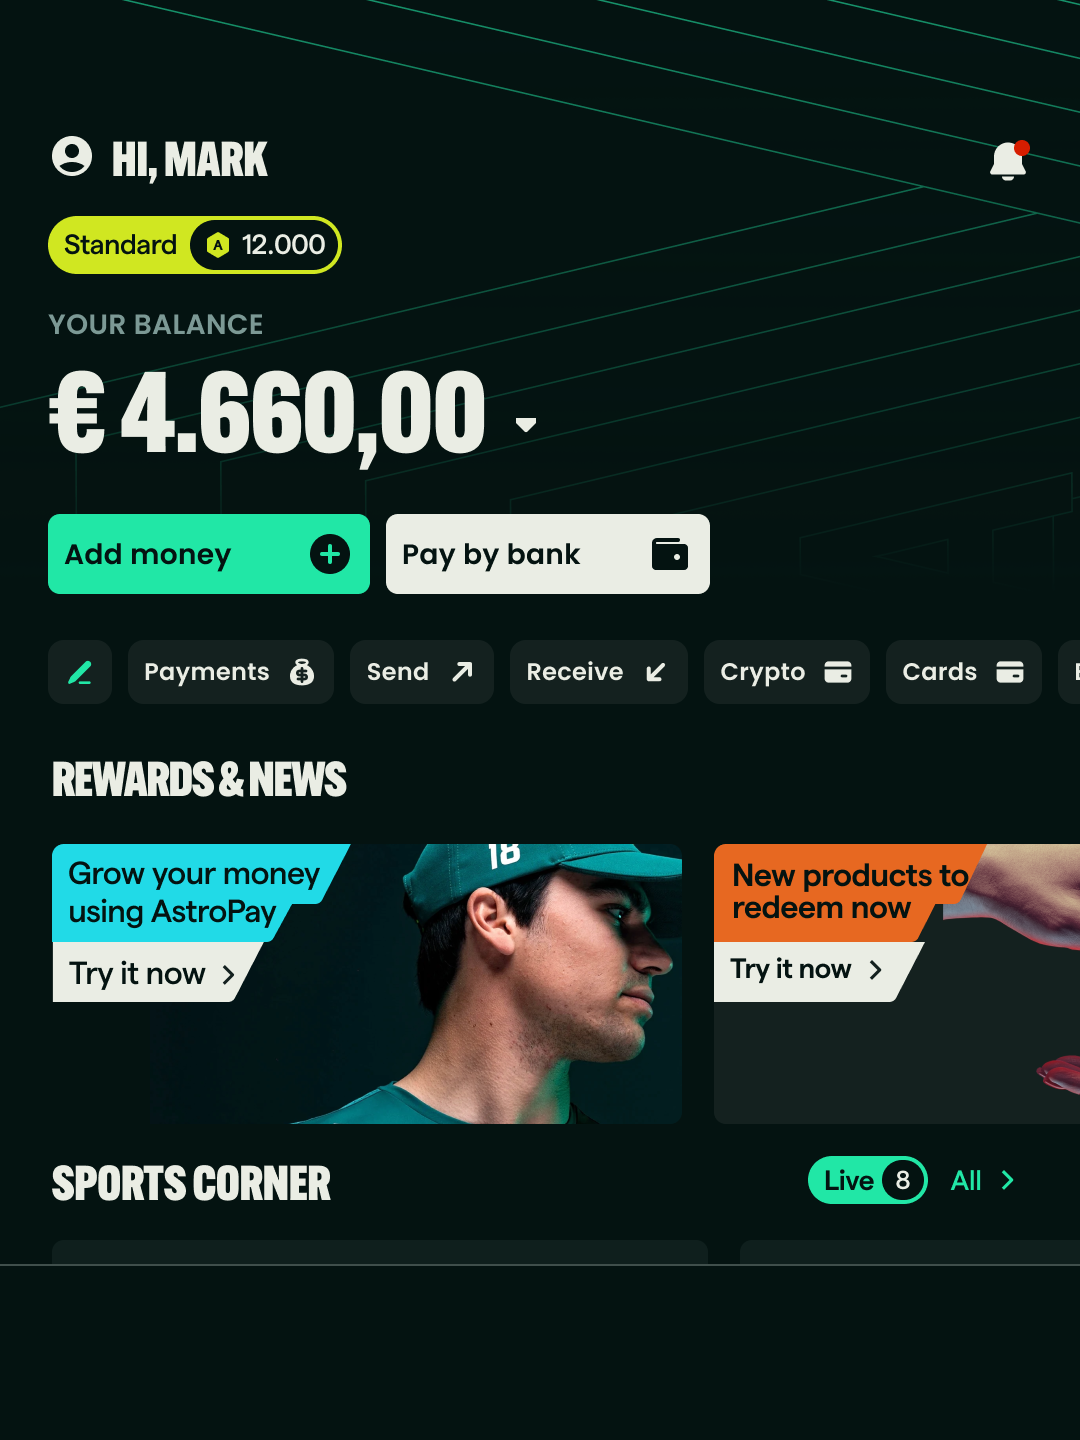 HI, MARK
Standard
A 12.000
YOUR BALANCE
€ 4.660,00
Add money
Pay by bank
Payments
Send
Receive
Crypto
Cards
REWARDS & NEWS
Grow your money
using AstroPay
Try it now
18
New products to
redeem now
Try it now
SPORTS CORNER
Live 8
All